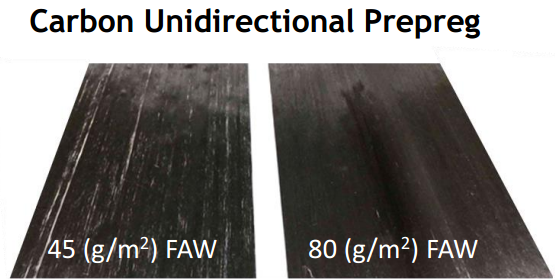 Carbon Unidirectional Prepreg
45 (g/m²) FAW
80 (g/m²) FAW